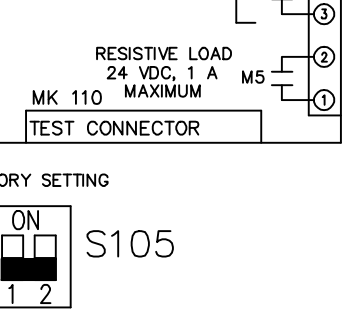 3
RESISTIVE LOAD
24 VDC, 1 A
MAXIMUM
M5
2
1
MK 110
TEST CONNECTOR
ORY SETTING
ON
S105
1 2